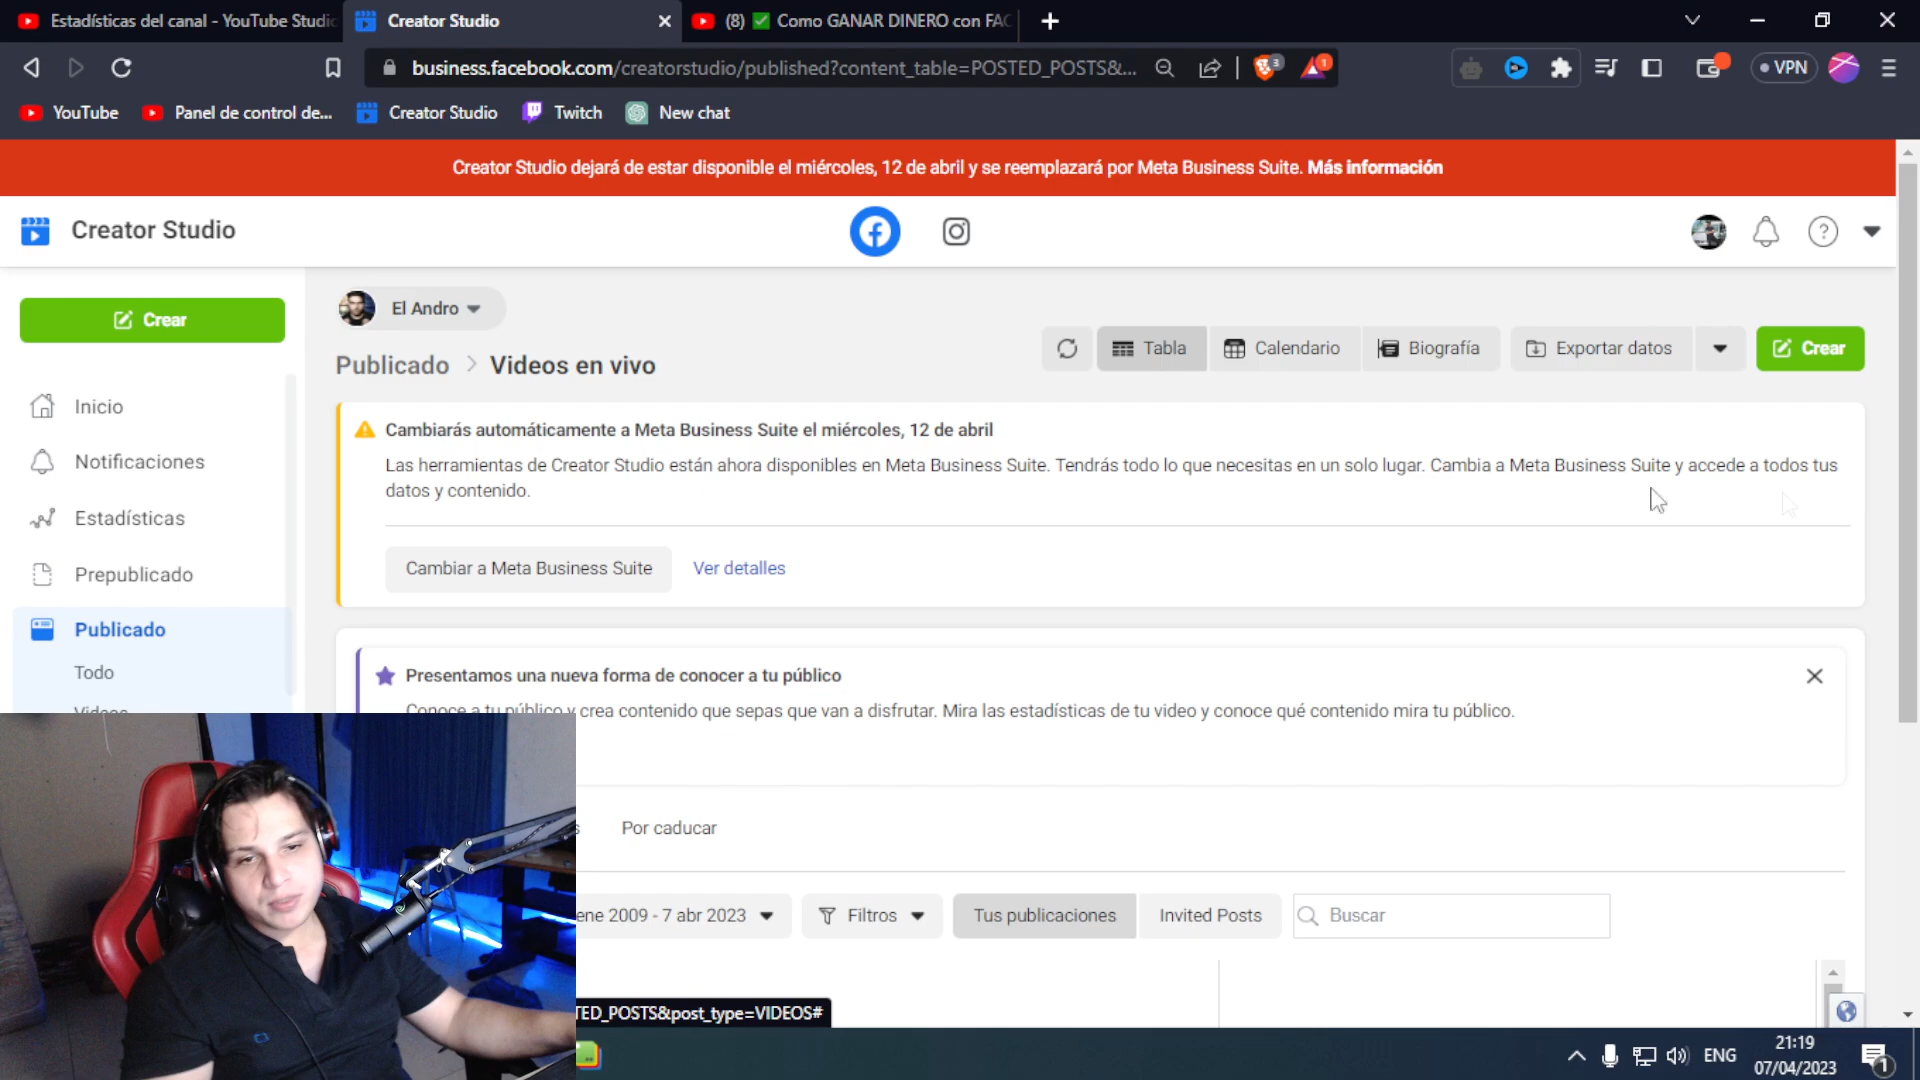 Estadísticas del canal - YouTube Studio
Creator Studio
(8) ✅ Como GANAR DINERO con FAC
business.facebook.com/creatorstudio/published?content_table=POSTED_POSTS&...
3
1
VPN
YouTube
Panel de control de...
Creator Studio
Twitch
New chat
Creator Studio dejará de estar disponible el miércoles, 12 de abril y se reemplazará por Meta Business Suite. Más información
Creator Studio
Crear
El Andro
Publicado > Videos en vivo
Tabla
Calendario
Biografía
Exportar datos
Crear
Inicio
Notificaciones
Estadísticas
Prepublicado
Publicado
Todo
Videos
Cambiarás automáticamente a Meta Business Suite el miércoles, 12 de abril
Las herramientas de Creator Studio están ahora disponibles en Meta Business Suite. Tendrás todo lo que necesitas en un solo lugar. Cambia a Meta Business Suite y accede a todos tus
datos y contenido.
Cambiar a Meta Business Suite
Ver detalles
Presentamos una nueva forma de conocer a tu público
Conoce a tu público y crea contenido que sepas que van a disfrutar. Mira las estadísticas de tu video y conoce qué contenido mira tu público.
Por caducar
ene 2009 - 7 abr 2023
Filtros
Tus publicaciones
Invited Posts
Buscar
TED_POSTS&post_type=VIDEOS#
ENG
21:19
07/04/2023
1